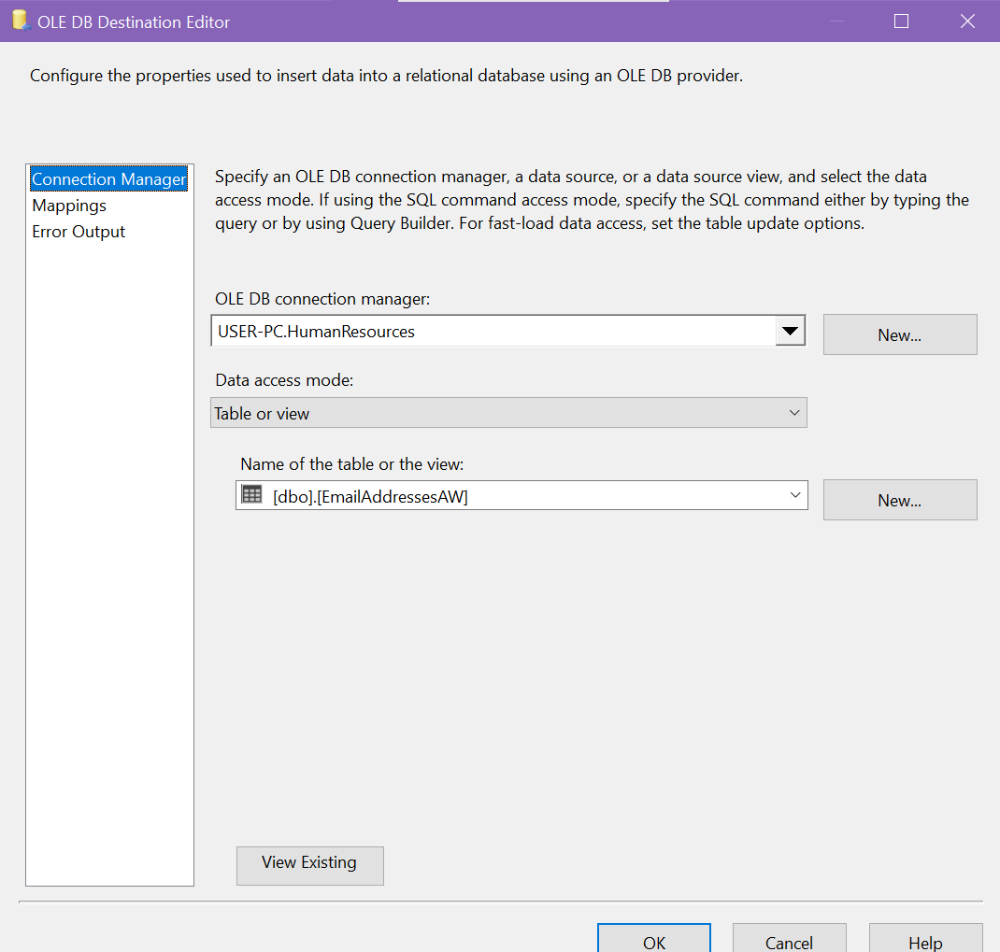 OLE DB Destination Editor
Configure the properties used to insert data into a relational database using an OLE DB provider.
Connection Manager
Mappings
Error Output
Specify an OLE DB connection manager, a data source, or a data source view, and select the data
access mode. If using the SQL command access mode, specify the SQL command either by typing the
query or by using Query Builder. For fast-load data access, set the table update options.
OLE DB connection manager:
USER-PC.HumanResources
New...
Data access mode:
Table or view
Name of the table or the view:
[dbo].[EmailAddressesAW]
New...
View Existing
OK
Cancel
Help